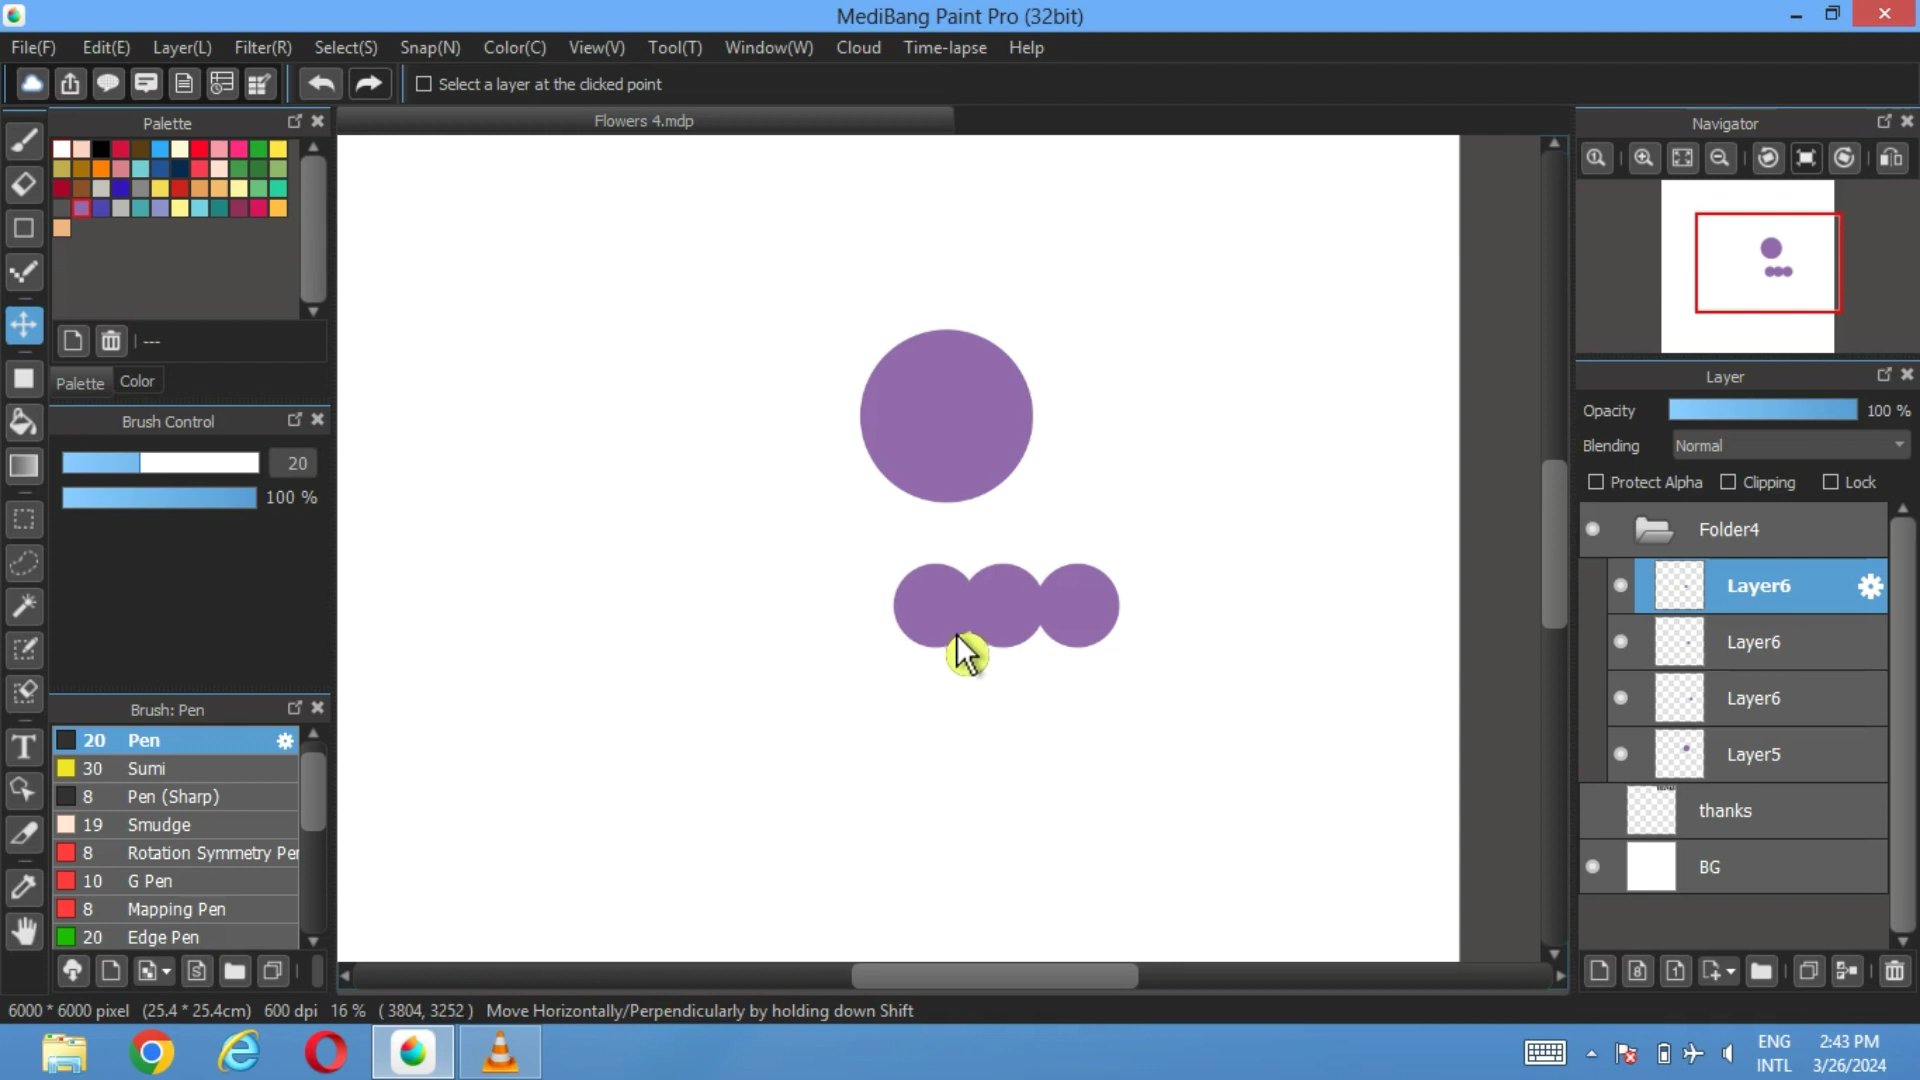 MediBang Paint Pro (32bit)
File(F) Edit(E) Layer(L) Filter(R) Select(S) Snap(N) Color(C) View(V) Tool(T) Window(W) Cloud Time-lapse Help
Select a layer at the clicked point
Palette
Flowers 4.mdp
Navigator
---
Palette Color
Layer
Opacity 100 %
Brush Control
Blending Normal
20
Protect Alpha Clipping Lock
100 %
Folder4
Layer6
Layer6
Layer6
Brush: Pen
20 Pen
Layer5
30 Sumi
8 Pen (Sharp)
thanks
19 Smudge
8 Rotation Symmetry Per
BG
10 G Pen
8 Mapping Pen
20 Edge Pen
6000 * 6000 pixel (25.4 * 25.4cm) 600 dpi 16 % ( 3804, 3252 ) Move Horizontally/Perpendicularly by holding down Shift
ENG 2:43 PM
INTL 3/26/2024